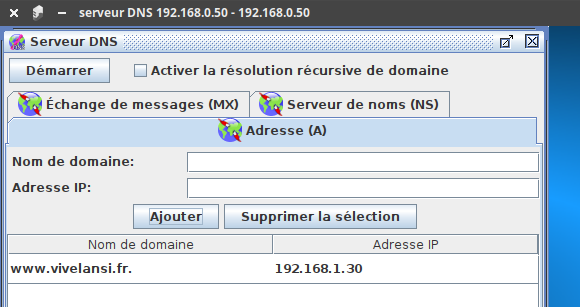 serveur DNS 192.168.0.50 - 192.168.0.50
Serveur DNS
Démarrer Activer la résolution récursive de domaine
Échange de messages (MX) Serveur de noms (NS)
Adresse (A)
Nom de domaine:
Adresse IP:
Ajouter Supprimer la sélection
Nom de domaine Adresse IP
www.vivelansi.fr. 192.168.1.30